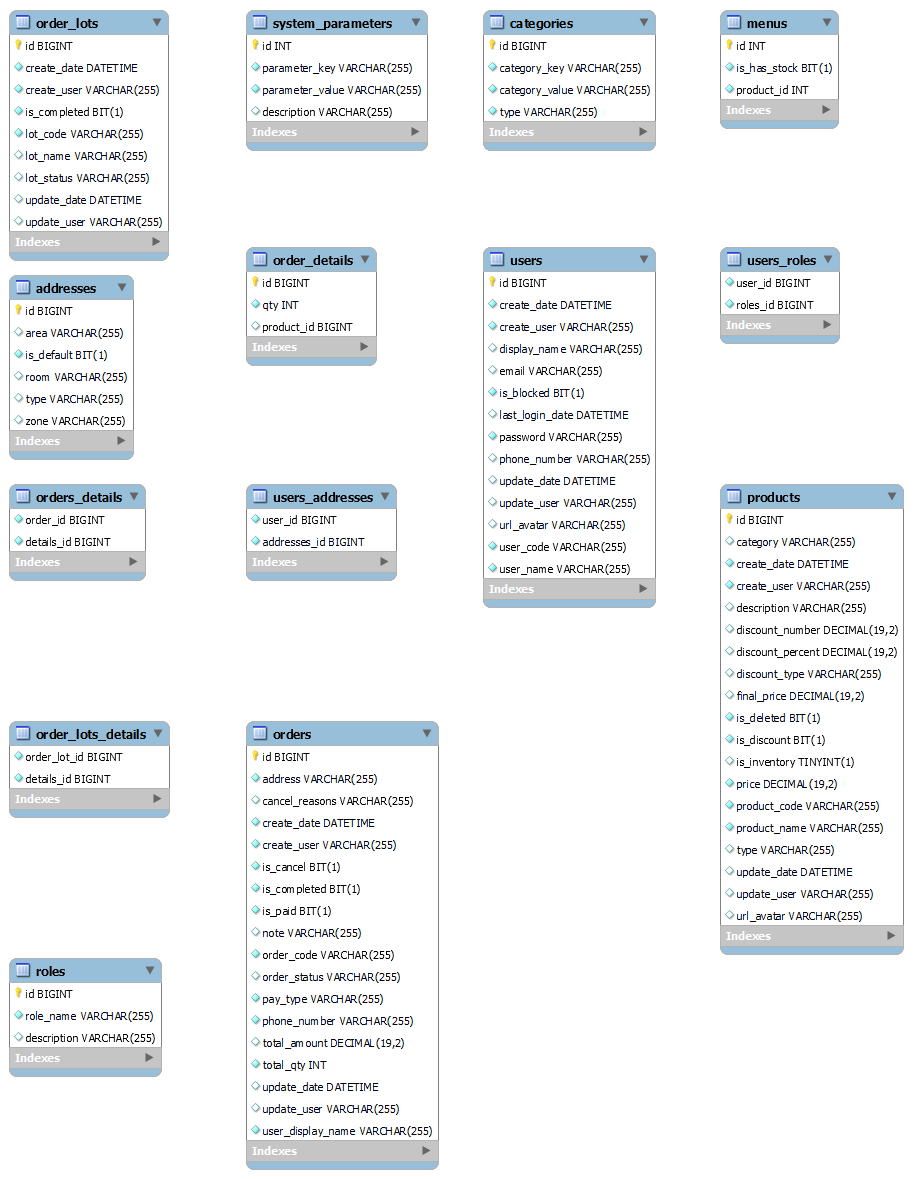 order_lots
id BIGINT
create_date DATETIME
create_user VARCHAR(255)
is_completed BIT(1)
lot_code VARCHAR(255)
lot_name VARCHAR(255)
lot_status VARCHAR(255)
update_date DATETIME
update_user VARCHAR(255)
Indexes
system_parameters
id INT
parameter_key VARCHAR(255)
parameter_value VARCHAR(255)
description VARCHAR(255)
Indexes
categories
id BIGINT
category_key VARCHAR(255)
category_value VARCHAR(255)
type VARCHAR(255)
Indexes
menus
id INT
is_has_stock BIT(1)
product_id INT
Indexes
addresses
id BIGINT
area VARCHAR(255)
is_default BIT(1)
room VARCHAR(255)
type VARCHAR(255)
zone VARCHAR(255)
Indexes
order_details
id BIGINT
qty INT
product_id BIGINT
Indexes
users
id BIGINT
create_date DATETIME
create_user VARCHAR(255)
display_name VARCHAR(255)
email VARCHAR(255)
is_blocked BIT(1)
last_login_date DATETIME
password VARCHAR(255)
phone_number VARCHAR(255)
update_date DATETIME
update_user VARCHAR(255)
url_avatar VARCHAR(255)
user_code VARCHAR(255)
user_name VARCHAR(255)
Indexes
users_roles
user_id BIGINT
roles_id BIGINT
Indexes
orders_details
order_id BIGINT
details_id BIGINT
Indexes
users_addresses
user_id BIGINT
addresses_id BIGINT
Indexes
products
id BIGINT
category VARCHAR(255)
create_date DATETIME
create_user VARCHAR(255)
description VARCHAR(255)
discount_number DECIMAL(19,2)
discount_percent DECIMAL(19,2)
discount_type VARCHAR(255)
final_price DECIMAL(19,2)
is_deleted BIT(1)
is_discount BIT(1)
is_inventory TINYINT(1)
price DECIMAL(19,2)
product_code VARCHAR(255)
product_name VARCHAR(255)
type VARCHAR(255)
update_date DATETIME
update_user VARCHAR(255)
url_avatar VARCHAR(255)
Indexes
order_lots_details
order_lot_id BIGINT
details_id BIGINT
Indexes
orders
id BIGINT
address VARCHAR(255)
cancel_reasons VARCHAR(255)
create_date DATETIME
create_user VARCHAR(255)
is_cancel BIT(1)
is_completed BIT(1)
is_paid BIT(1)
note VARCHAR(255)
order_code VARCHAR(255)
order_status VARCHAR(255)
pay_type VARCHAR(255)
phone_number VARCHAR(255)
total_amount DECIMAL(19,2)
total_qty INT
update_date DATETIME
update_user VARCHAR(255)
user_display_name VARCHAR(255)
Indexes
roles
id BIGINT
role_name VARCHAR(255)
description VARCHAR(255)
Indexes